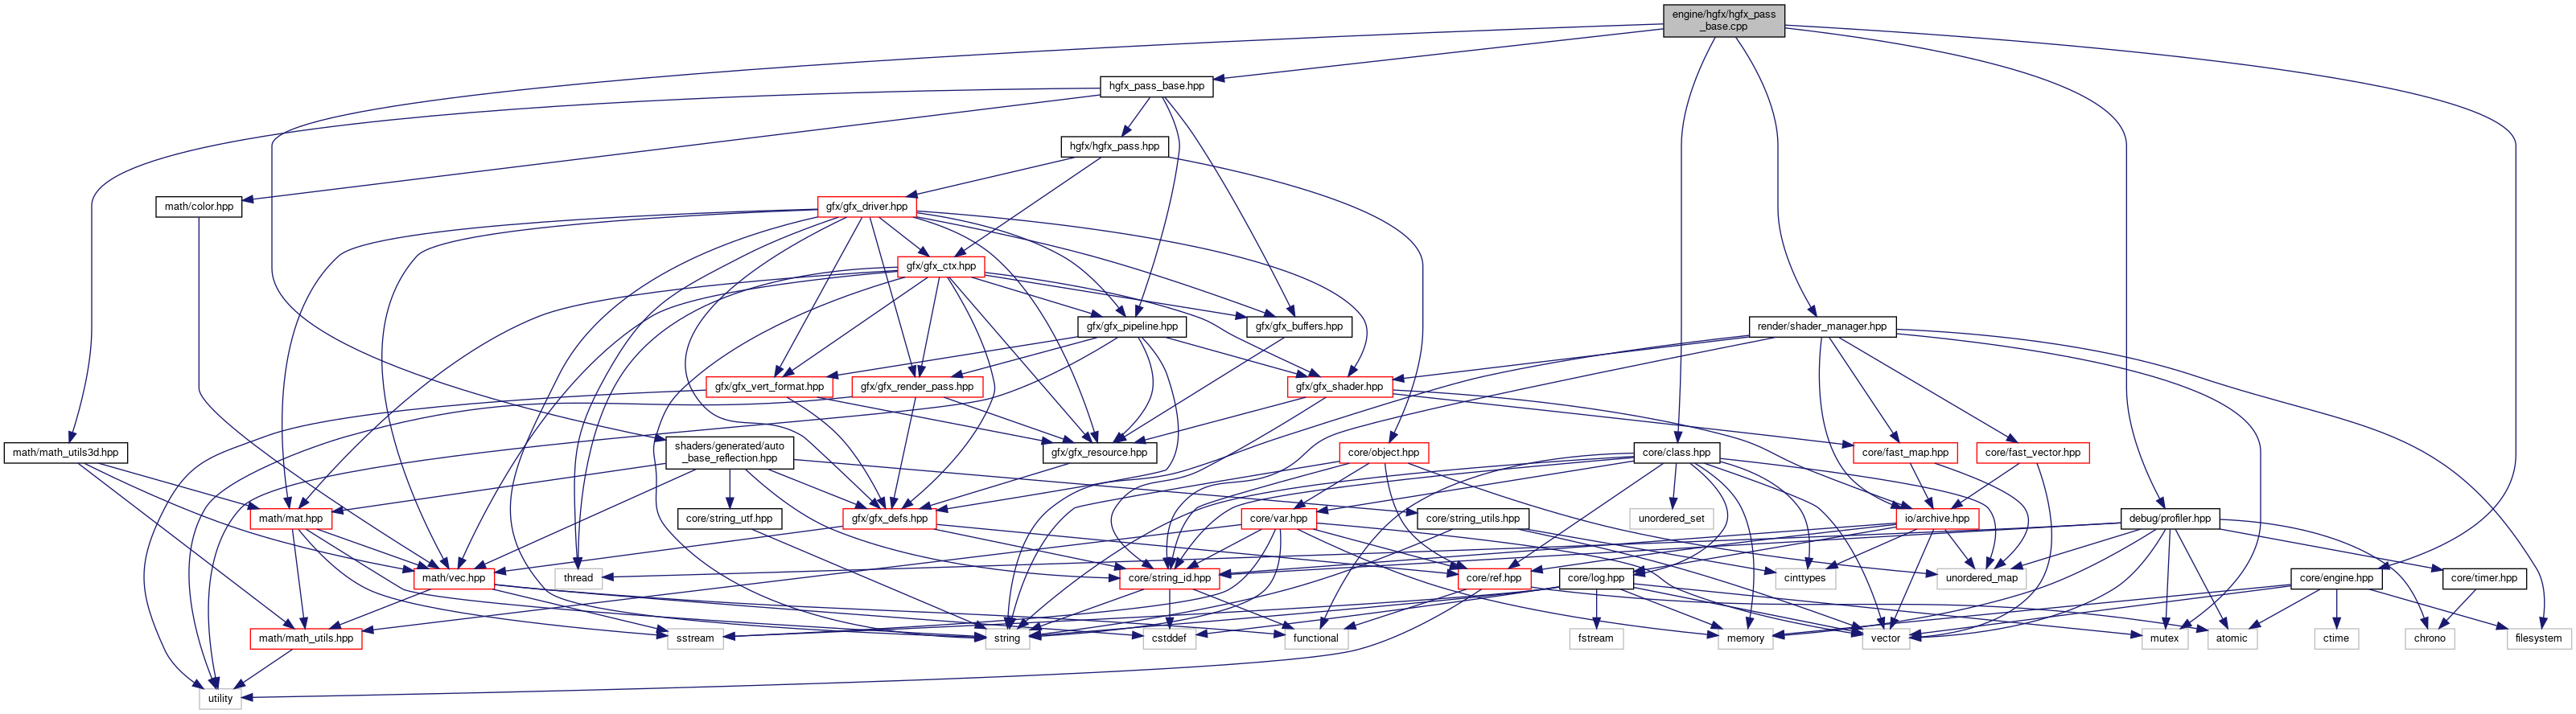 engine/hgfx/hgfx_pass
_base.cpp
hgfx_pass_base.hpp
hgfx/hgfx_pass.hpp
math/color.hpp
gfx/gfx_driver.hpp
gfx/gfx_ctx.hpp
gfx/gfx_pipeline.hpp
gfx/gfx_buffers.hpp
render/shader_manager.hpp
gfx/gfx_vert_format.hpp
gfx/gfx_render_pass.hpp
gfx/gfx_shader.hpp
math/math_utils3d.hpp
shaders/generated/auto
_base_reflection.hpp
gfx/gfx_resource.hpp
core/object.hpp
core/class.hpp
core/fast_map.hpp
core/fast_vector.hpp
math/mat.hpp
core/string_utf.hpp
gfx/gfx_defs.hpp
core/var.hpp
core/string_utils.hpp
unordered_set
io/archive.hpp
debug/profiler.hpp
math/vec.hpp
thread
core/string_id.hpp
core/ref.hpp
core/log.hpp
cinttypes
unordered_map
core/engine.hpp
core/timer.hpp
math/math_utils.hpp
sstream
string
cstddef
functional
fstream
memory
vector
mutex
atomic
ctime
chrono
filesystem
utility